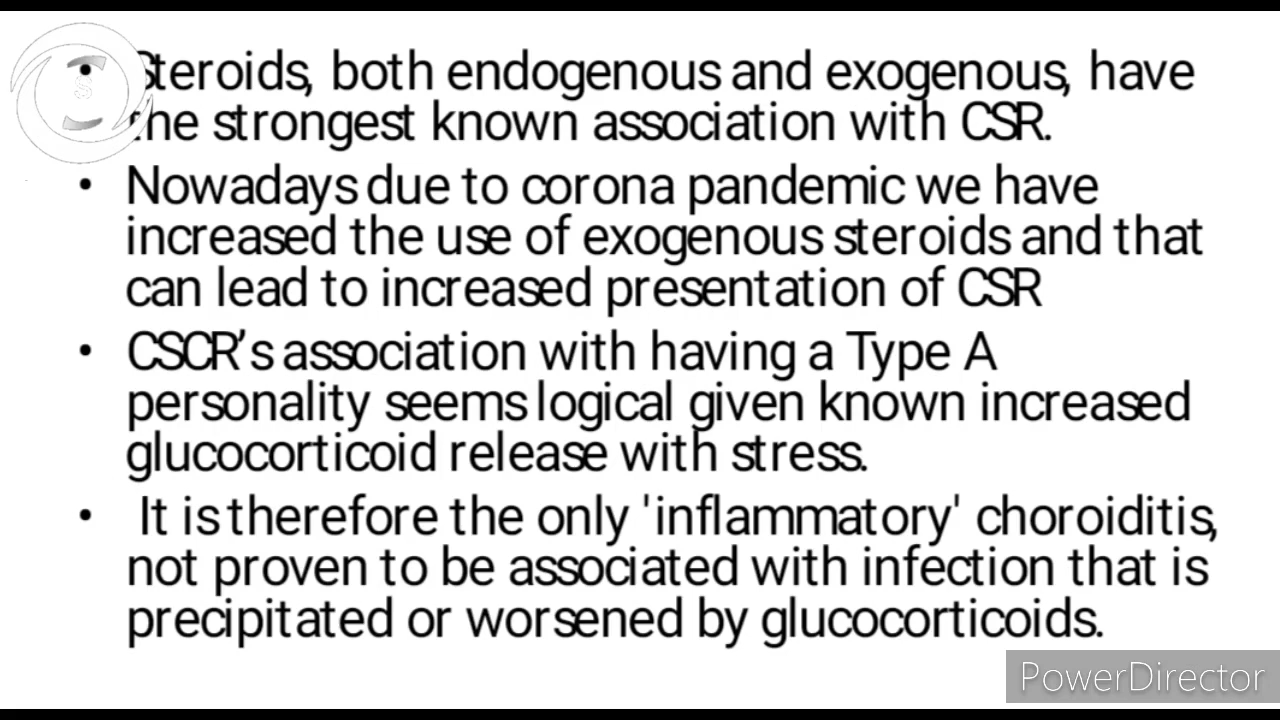 • Steroids, both endogenous and exogenous, have
the strongest known association with CSR.
• Nowadays due to corona pandemic we have
increased the use of exogenous steroids and that
can lead to increased presentation of CSR
• CSCR's association with having a Type A
personality seems logical given known increased
glucocorticoid release with stress.
• It is therefore the only 'inflammatory' choroiditis,
not proven to be associated with infection that is
precipitated or worsened by glucocorticoids.
PowerDirector